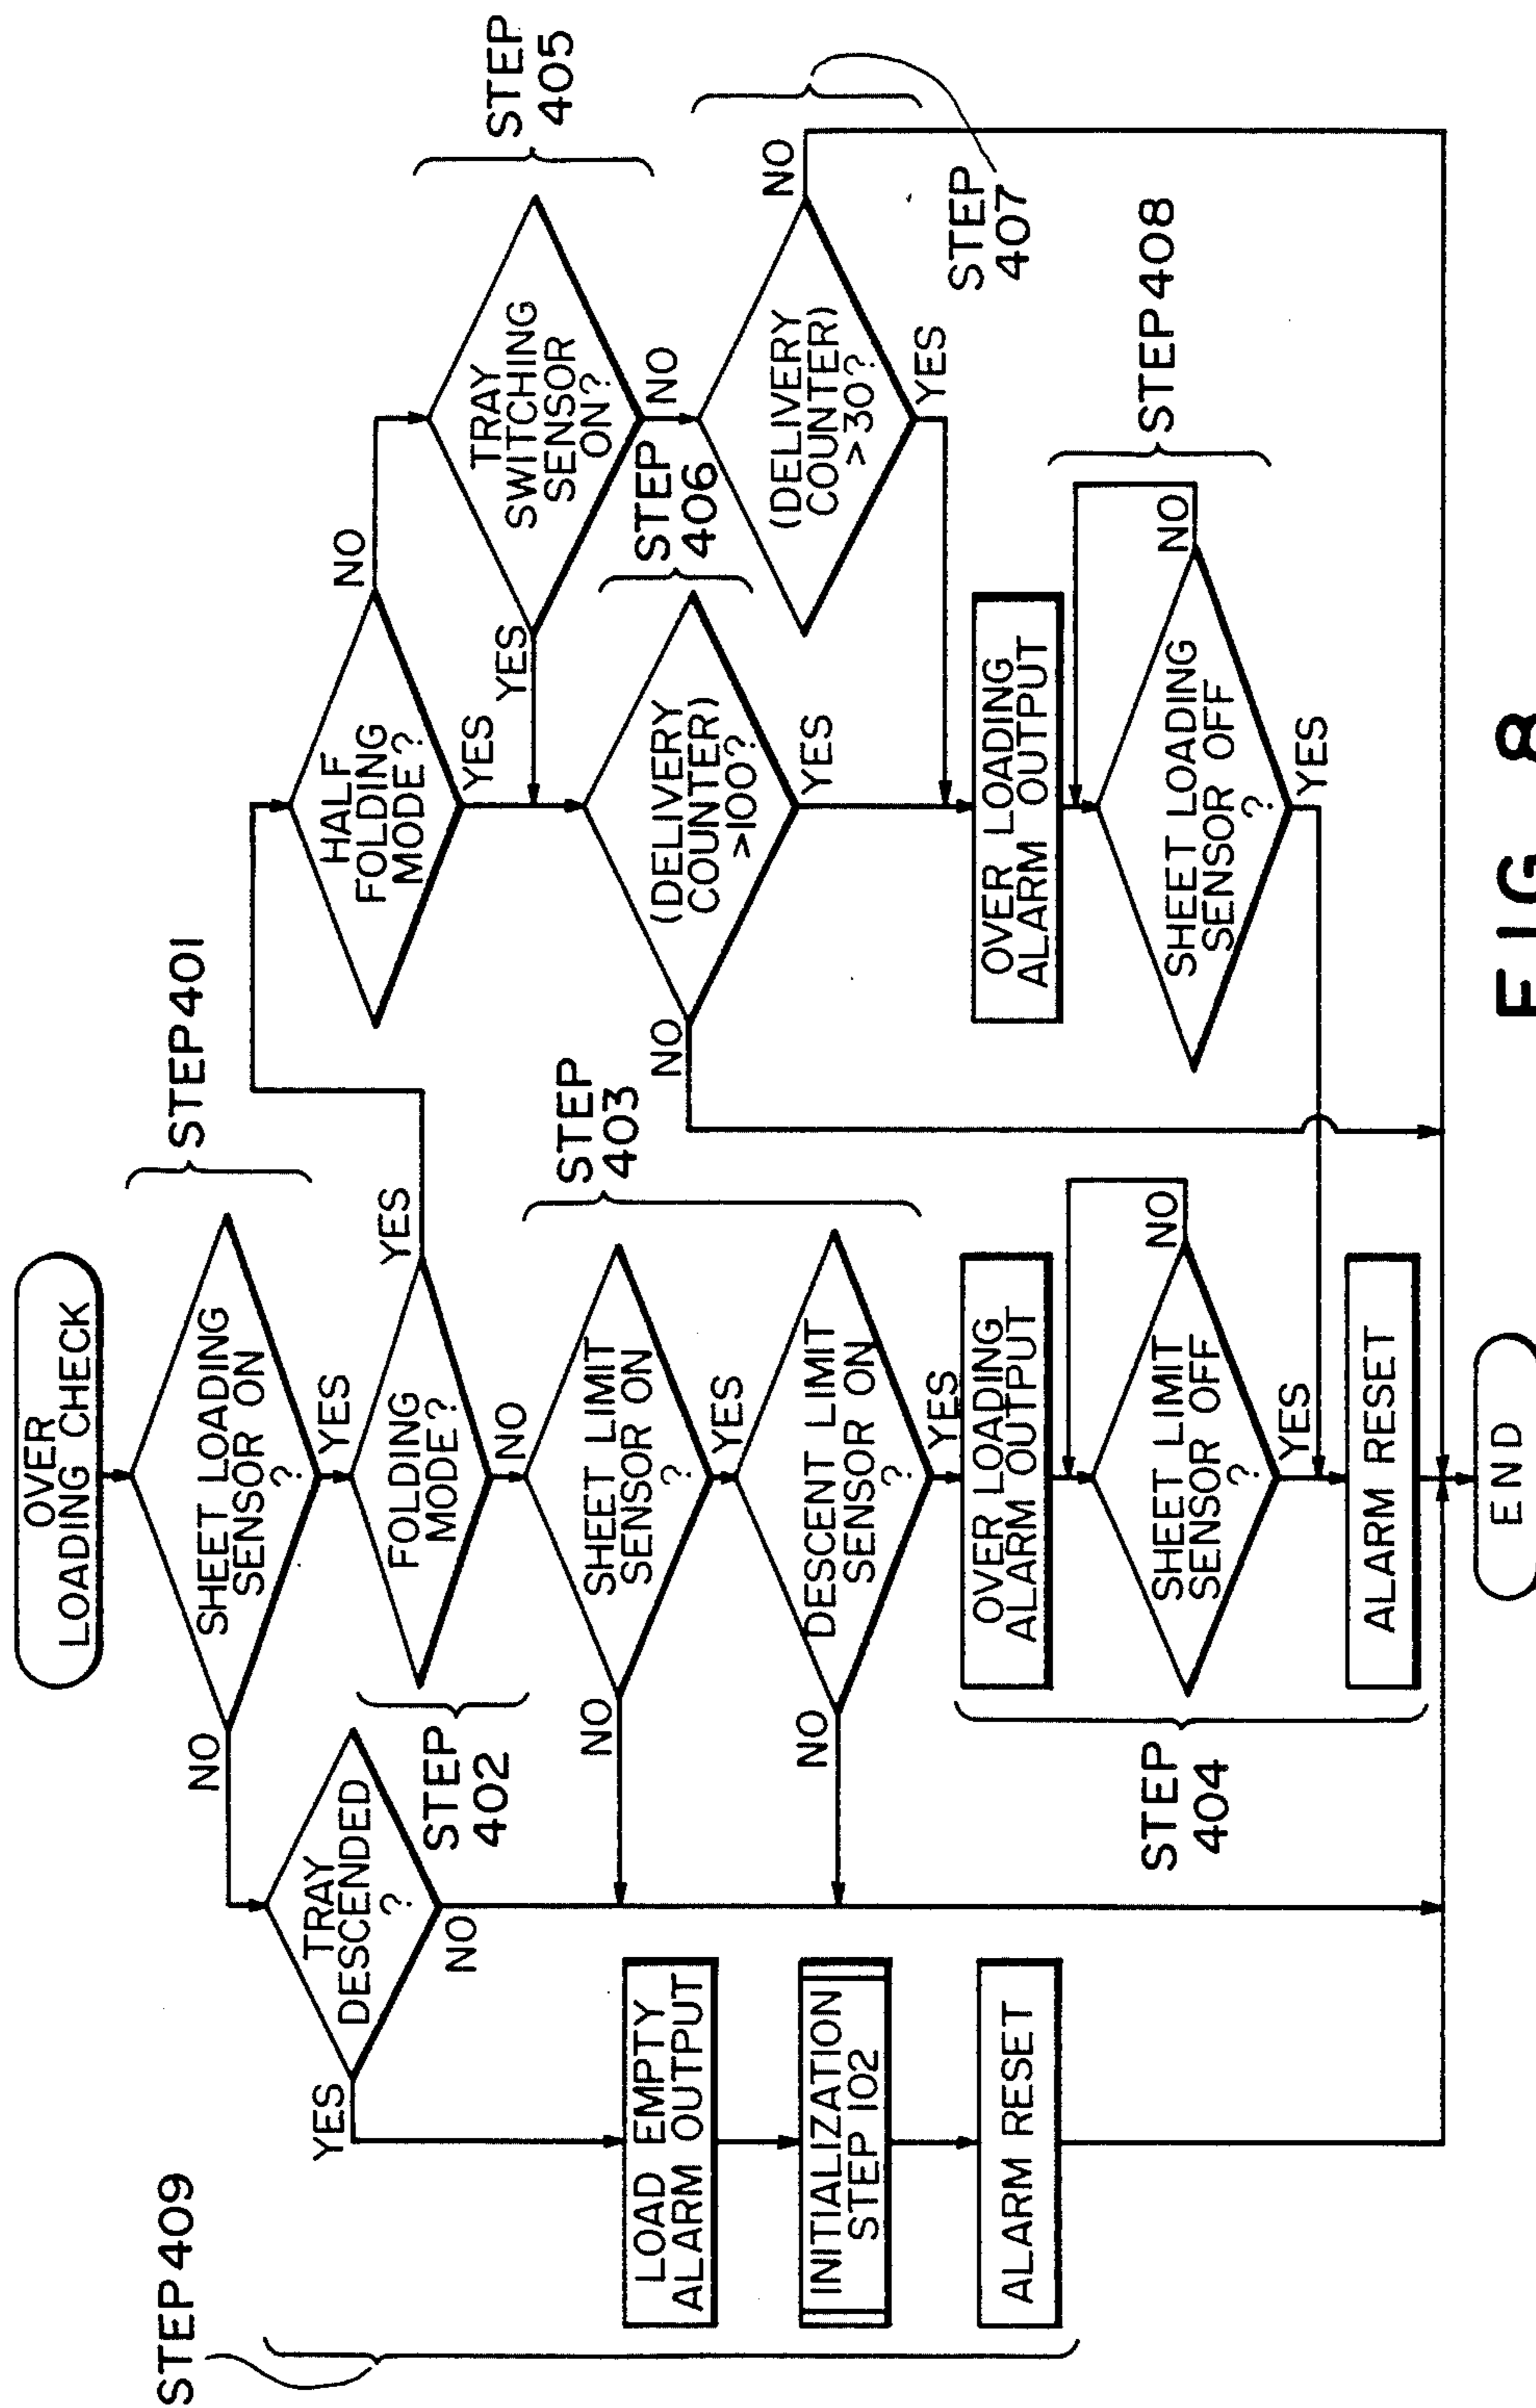 OVER
LOADING CHECK
STEP 401
SHEET LOADING
SENSOR ON
?
NO
YES
TRAY
DESCENDED
?
YES
NO
STEP 409
LOAD EMPTY
ALARM OUTPUT
INITIALIZATION
STEP 102
ALARM RESET
FOLDING
MODE?
YES
NO
STEP
402
SHEET LIMIT
SENSOR ON
?
NO
YES
DESCENT LIMIT
SENSOR ON
?
NO
YES
STEP
403
OVER LOADING
ALARM OUTPUT
SHEET LIMIT
SENSOR OFF
?
NO
YES
ALARM RESET
STEP
404
END
HALF
FOLDING
MODE?
NO
YES
TRAY
SWITCHING
SENSOR
ON?
YES
NO
STEP
405
(DELIVERY
COUNTER)
>100?
NO
YES
STEP
406
(DELIVERY
COUNTER)
>30?
NO
YES
STEP
407
OVER LOADING
ALARM OUTPUT
SHEET LOADING
SENSOR OFF
?
NO
YES
STEP 408
FIG. 8